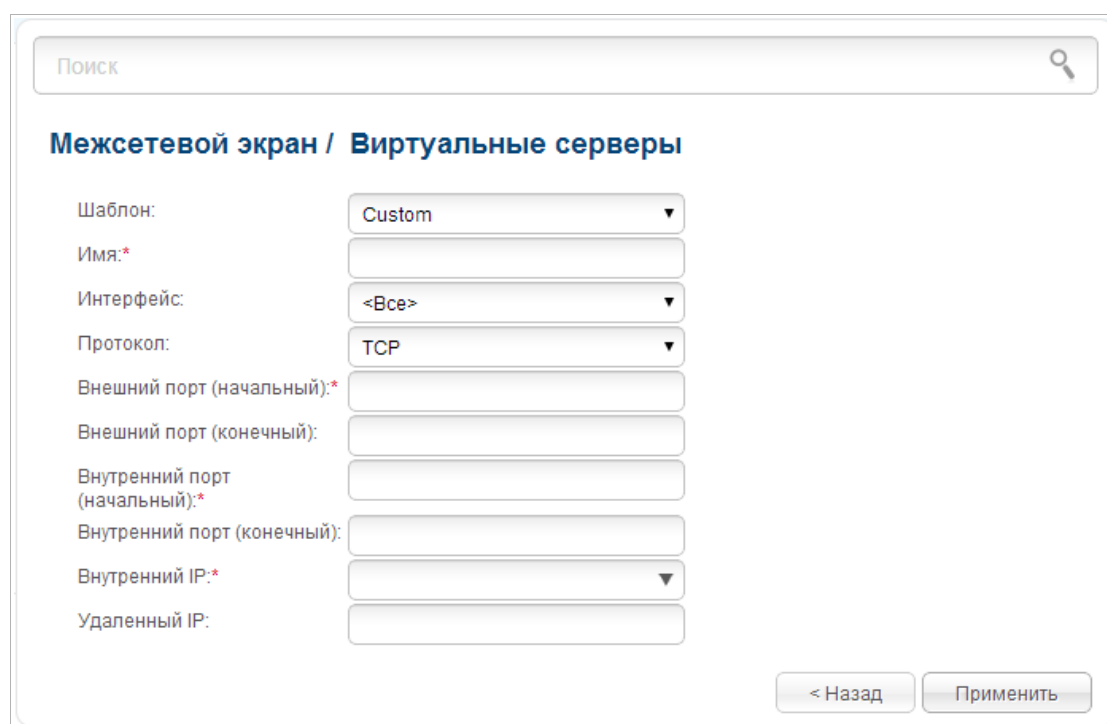 Поиск
Межсетевой экран / Виртуальные серверы
Шаблон: Custom
Имя:*
Интерфейс: <Все>
Протокол: TCP
Внешний порт (начальный):*
Внешний порт (конечный):
Внутренний порт
(начальный):*
Внутренний порт (конечный):
Внутренний IP:*
Удаленный IP:
< Назад Применить